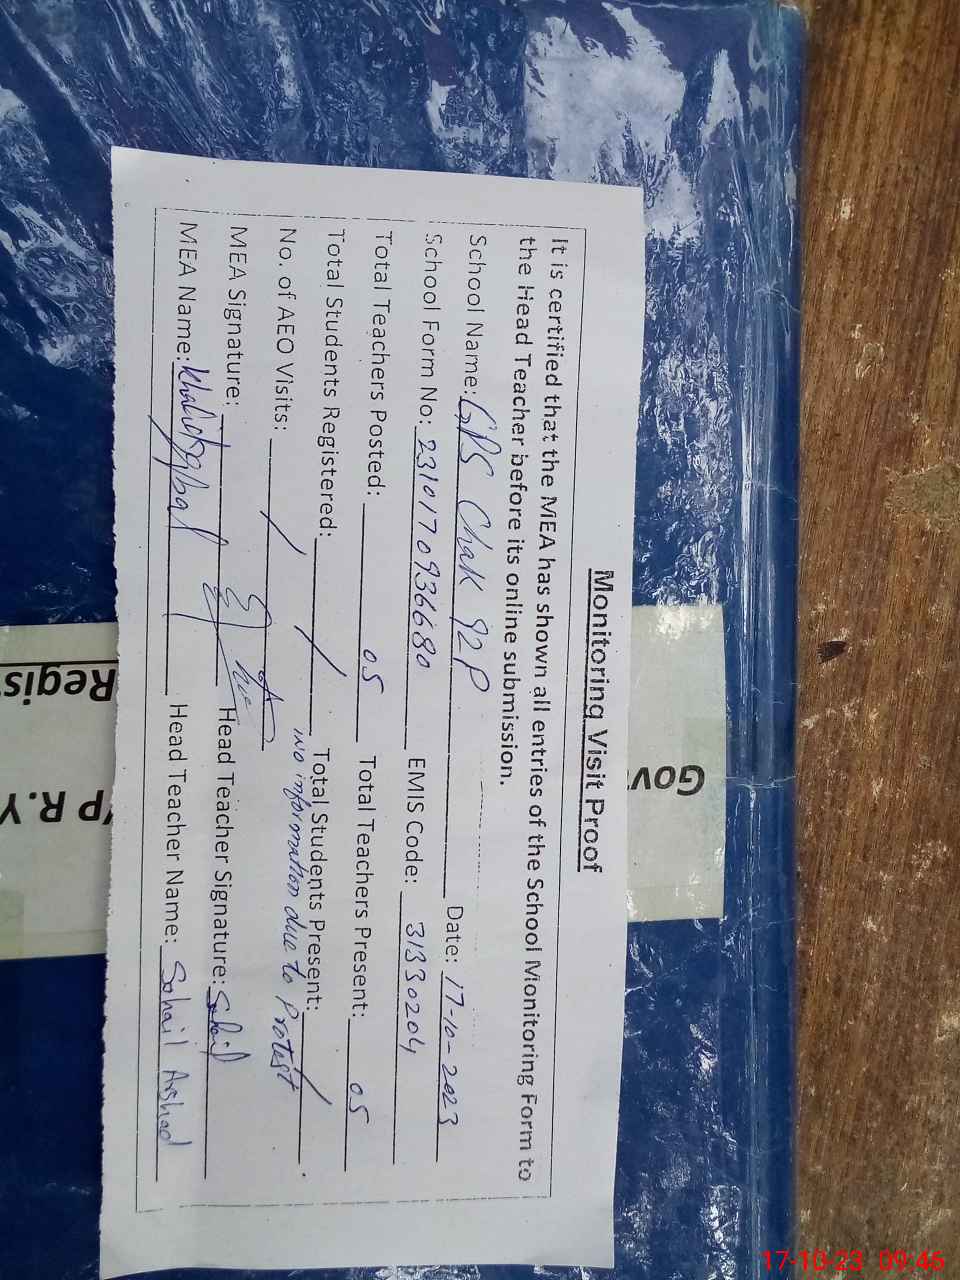 Monitoring Visit Proof
It is certified that the MEA has shown all entries of the School Monitoring Form to
the Head Teacher before its online submission.
School Name: GPS Chak 92P Date: 17-10-2023
School Form No: 2310170936680 EMIS Code: 31330204
Total Teachers Posted: 05 Total Teachers Present: 05
Total Students Registered: / Total Students Present: /
No. of AEO Visits: / No information due to Protest
MEA Signature: Head Teacher Signature: Sohail
MEA Name: Khalid Iqbal Head Teacher Name: Sohail Arshad
Gov
P R.Y
Regis
17-10-23 09:46